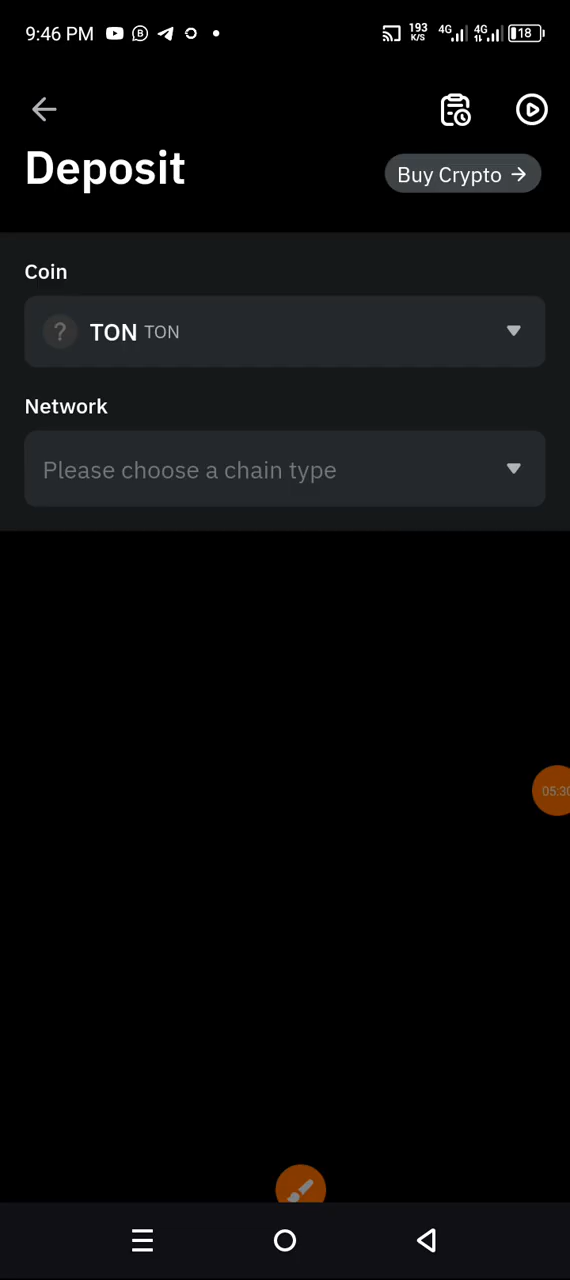 9:46 PM 193 K/S 4G 4G 18
Deposit
Buy Crypto →
Coin
? TON TON
Network
Please choose a chain type
05:30